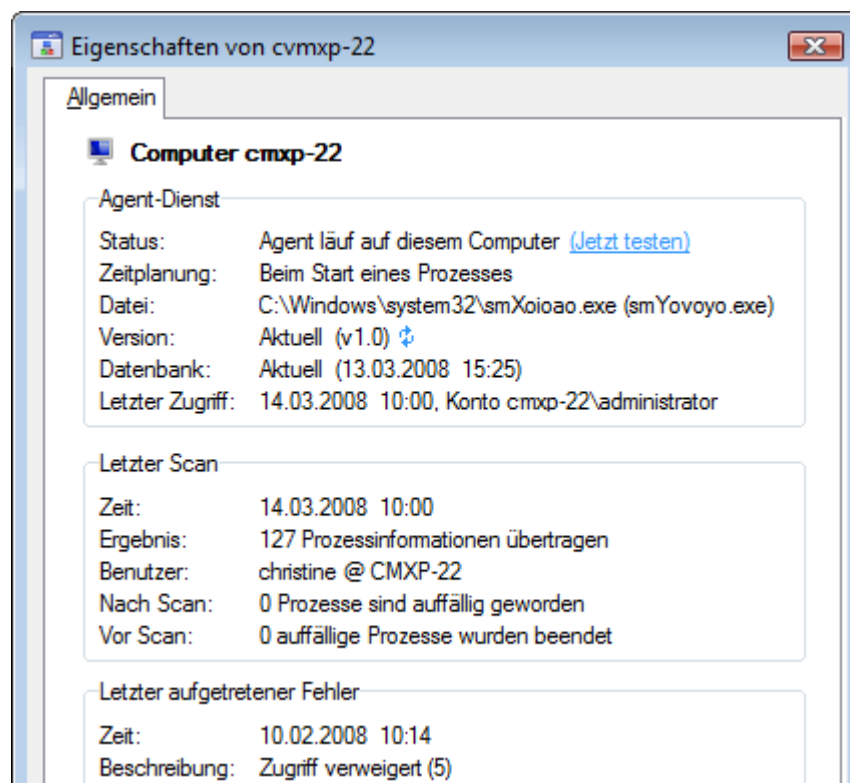 Eigenschaften von cvmxp-22
Allgemein
Computer cmxp-22
Agent-Dienst
Status: Agent läuf auf diesem Computer (Jetzt testen)
Zeitplanung: Beim Start eines Prozesses
Datei: C:\Windows\system32\smXoioao.exe (smYovoyo.exe)
Version: Aktuell (v1.0)
Datenbank: Aktuell (13.03.2008 15:25)
Letzter Zugriff: 14.03.2008 10:00, Konto cmxp-22\administrator
Letzter Scan
Zeit: 14.03.2008 10:00
Ergebnis: 127 Prozessinformationen übertragen
Benutzer: christine @ CMXP-22
Nach Scan: 0 Prozesse sind auffällig geworden
Vor Scan: 0 auffällige Prozesse wurden beendet
Letzter aufgetretener Fehler
Zeit: 10.02.2008 10:14
Beschreibung: Zugriff verweigert (5)